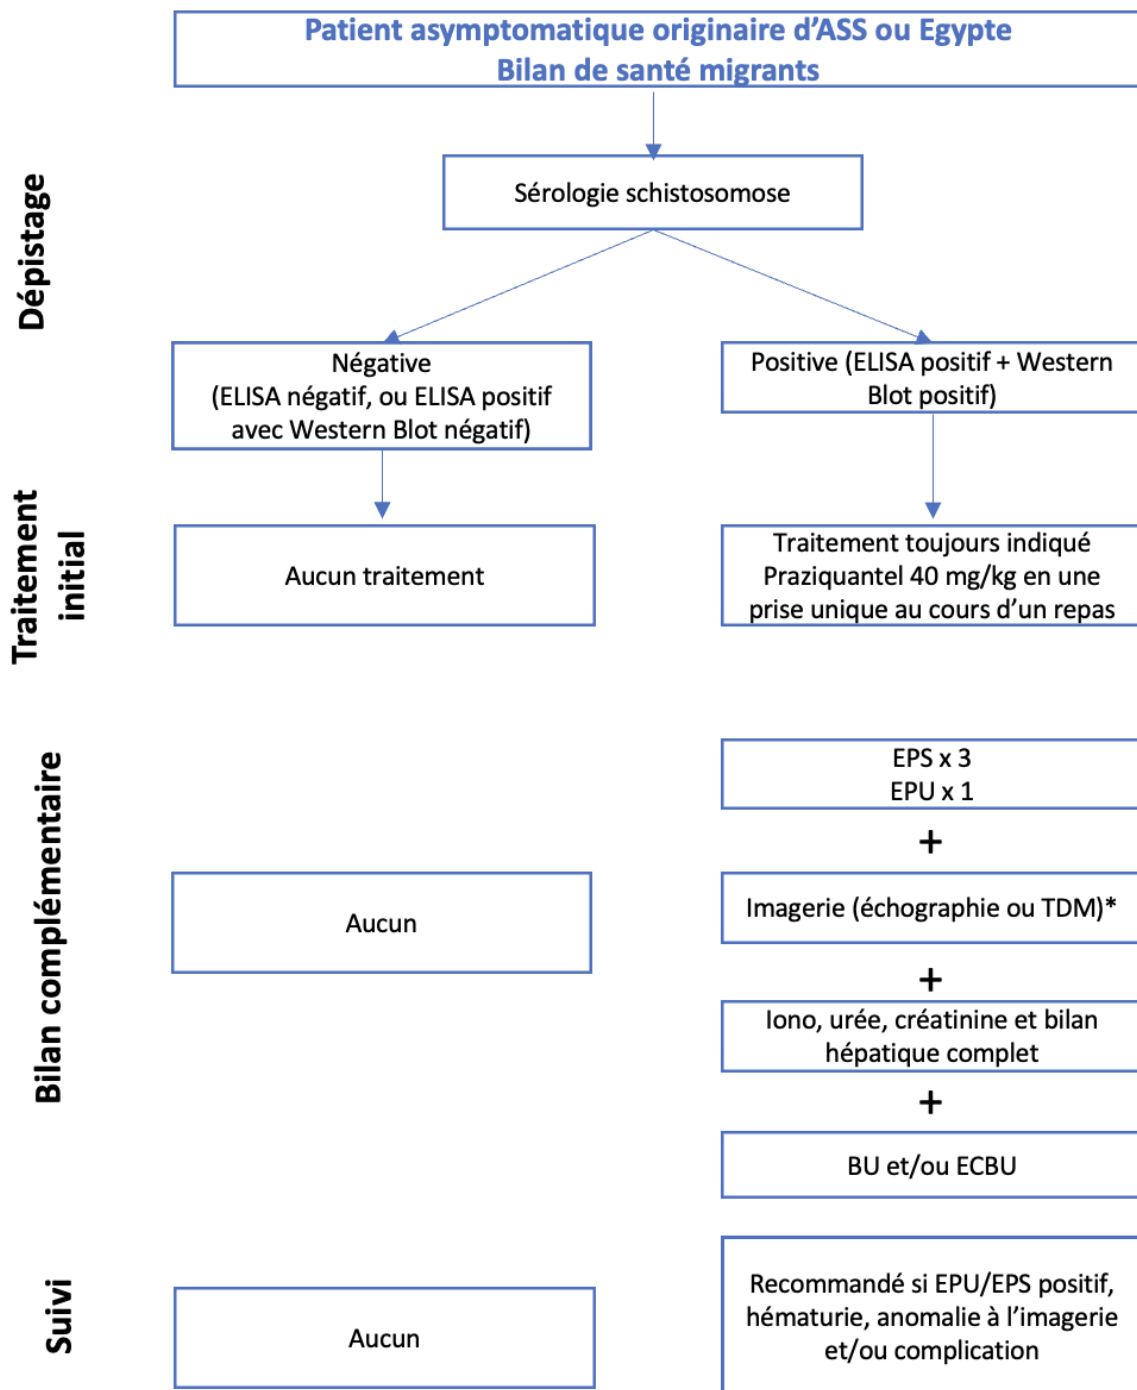 Patient asymptomatique originaire d’ASS ou Egypte
Bilan de santé migrants
Dépistage
Sérologie schistosomose
Négative
(ELISA négatif, ou ELISA positif
avec Western Blot négatif)
Positive (ELISA positif + Western
Blot positif)
Traitement
initial
Aucun traitement
Traitement toujours indiqué
Praziquantel 40 mg/kg en une
prise unique au cours d’un repas
Bilan complémentaire
Aucun
EPS x 3
EPU x 1
+
Imagerie (échographie ou TDM)*
+
Iono, urée, créatinine et bilan
hépatique complet
+
BU et/ou ECBU
Suivi
Aucun
Recommandé si EPU/EPS positif,
hématurie, anomalie à l’imagerie
et/ou complication